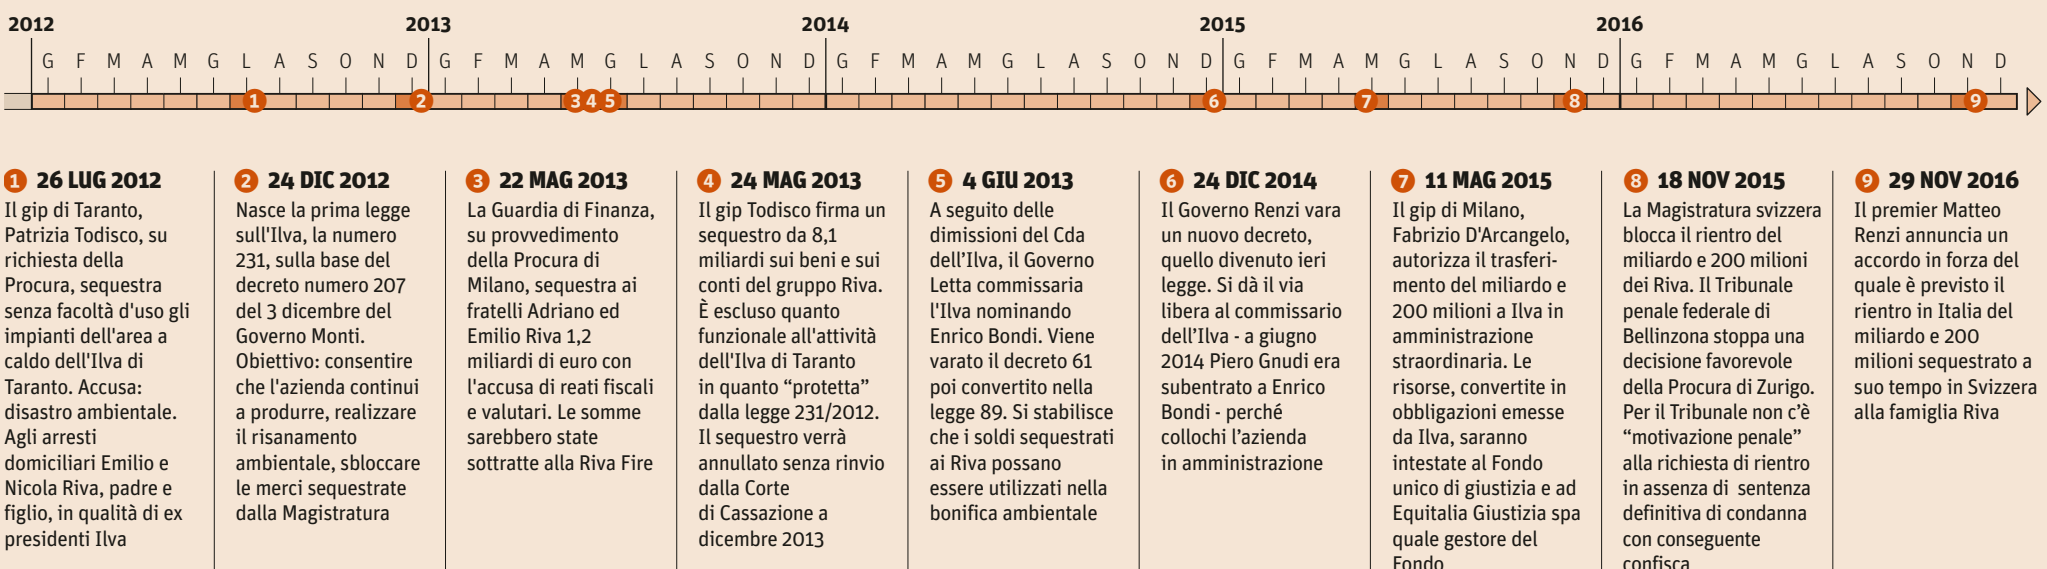 2012 2013 2014 2015 2016
G F M A M G L A S O N D G F M A M G L A S O N D G F M A M G L A S O N D G F M A M G L A S O N D G F M A M G L A S O N D
1 2 3 4 5 6 7 8 9
1 26 LUG 2012
Il gip di Taranto,
Patrizia Todisco, su
richiesta della
Procura, sequestra
senza facoltà d'uso gli
impianti dell'area a
caldo dell'Ilva di
Taranto. Accusa:
disastro ambientale.
Agli arresti
domiciliari Emilio e
Nicola Riva, padre e
figlio, in qualità di ex
presidenti Ilva
2 24 DIC 2012
Nasce la prima legge
sull'Ilva, la numero
231, sulla base del
decreto numero 207
del 3 dicembre del
Governo Monti.
Obiettivo: consentire
che l'azienda continui
a produrre, realizzare
il risanamento
ambientale, sbloccare
le merci sequestrate
dalla Magistratura
3 22 MAG 2013
La Guardia di Finanza,
su provvedimento
della Procura di
Milano, sequestra ai
fratelli Adriano ed
Emilio Riva 1,2
miliardi di euro con
l'accusa di reati fiscali
e valutari. Le somme
sarebbero state
sottratte alla Riva Fire
4 24 MAG 2013
Il gip Todisco firma un
sequestro da 8,1
miliardi sui beni e sui
conti del gruppo Riva.
È escluso quanto
funzionale all'attività
dell'Ilva di Taranto
in quanto “protetta”
dalla legge 231/2012.
Il sequestro verrà
annullato senza rinvio
dalla Corte
di Cassazione a
dicembre 2013
5 4 GIU 2013
A seguito delle
dimissioni del Cda
dell’Ilva, il Governo
Letta commissaria
l'Ilva nominando
Enrico Bondi. Viene
varato il decreto 61
poi convertito nella
legge 89. Si stabilisce
che i soldi sequestrati
ai Riva possano
essere utilizzati nella
bonifica ambientale
6 24 DIC 2014
Il Governo Renzi vara
un nuovo decreto,
quello divenuto ieri
legge. Si dà il via
libera al commissario
dell’Ilva - a giugno
2014 Piero Gnudi era
subentrato a Enrico
Bondi - perché
collochi l’azienda
in amministrazione
7 11 MAG 2015
Il gip di Milano,
Fabrizio D'Arcangelo,
autorizza il trasferi-
mento del miliardo e
200 milioni a Ilva in
amministrazione
straordinaria. Le
risorse, convertite in
obbligazioni emesse
da Ilva, saranno
intestate al Fondo
unico di giustizia e ad
Equitalia Giustizia spa
quale gestore del
Fondo
8 18 NOV 2015
La Magistratura svizzera
blocca il rientro del
miliardo e 200 milioni
dei Riva. Il Tribunale
penale federale di
Bellinzona stoppa una
decisione favorevole
della Procura di Zurigo.
Per il Tribunale non c’è
“motivazione penale”
alla richiesta di rientro
in assenza di sentenza
definitiva di condanna
con conseguente
confisca
9 29 NOV 2016
Il premier Matteo
Renzi annuncia un
accordo in forza del
quale è previsto il
rientro in Italia del
miliardo e 200
milioni sequestrato a
suo tempo in Svizzera
alla famiglia Riva